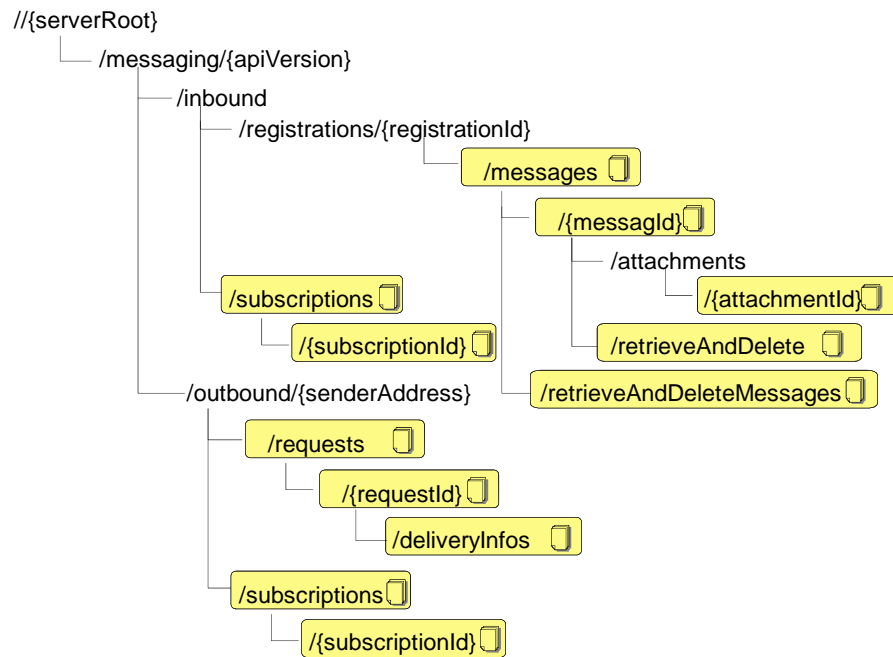 //{serverRoot}
/messaging/{apiVersion}
/inbound
/registrations/{registrationId}
/messages
/{messagId}
/attachments
/{attachmentId}
/subscriptions
/{subscriptionId}
/retrieveAndDelete
/retrieveAndDeleteMessages
/outbound/{senderAddress}
/requests
/{requestId}
/deliveryInfos
/subscriptions
/{subscriptionId}